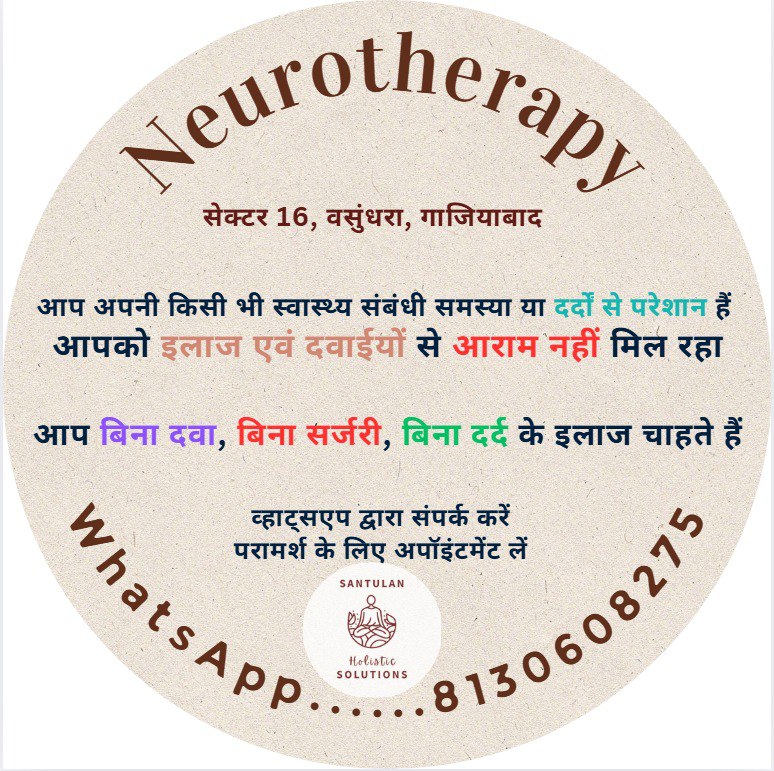 Neurotherapy
सेक्टर 16, वसुंधरा, गाजियाबाद
आप अपनी किसी भी स्वास्थ्य संबंधी समस्या या दर्दों से परेशान हैं
आपको इलाज एवं दवाईयों से आराम नहीं मिल रहा
आप बिना दवा, बिना सर्जरी, बिना दर्द के इलाज चाहते हैं
व्हाट्सएप द्वारा संपर्क करें
परामर्श के लिए अपॉइंटमेंट लें
SANTULAN
Holistic
SOLUTIONS
WhatsApp......8130608275